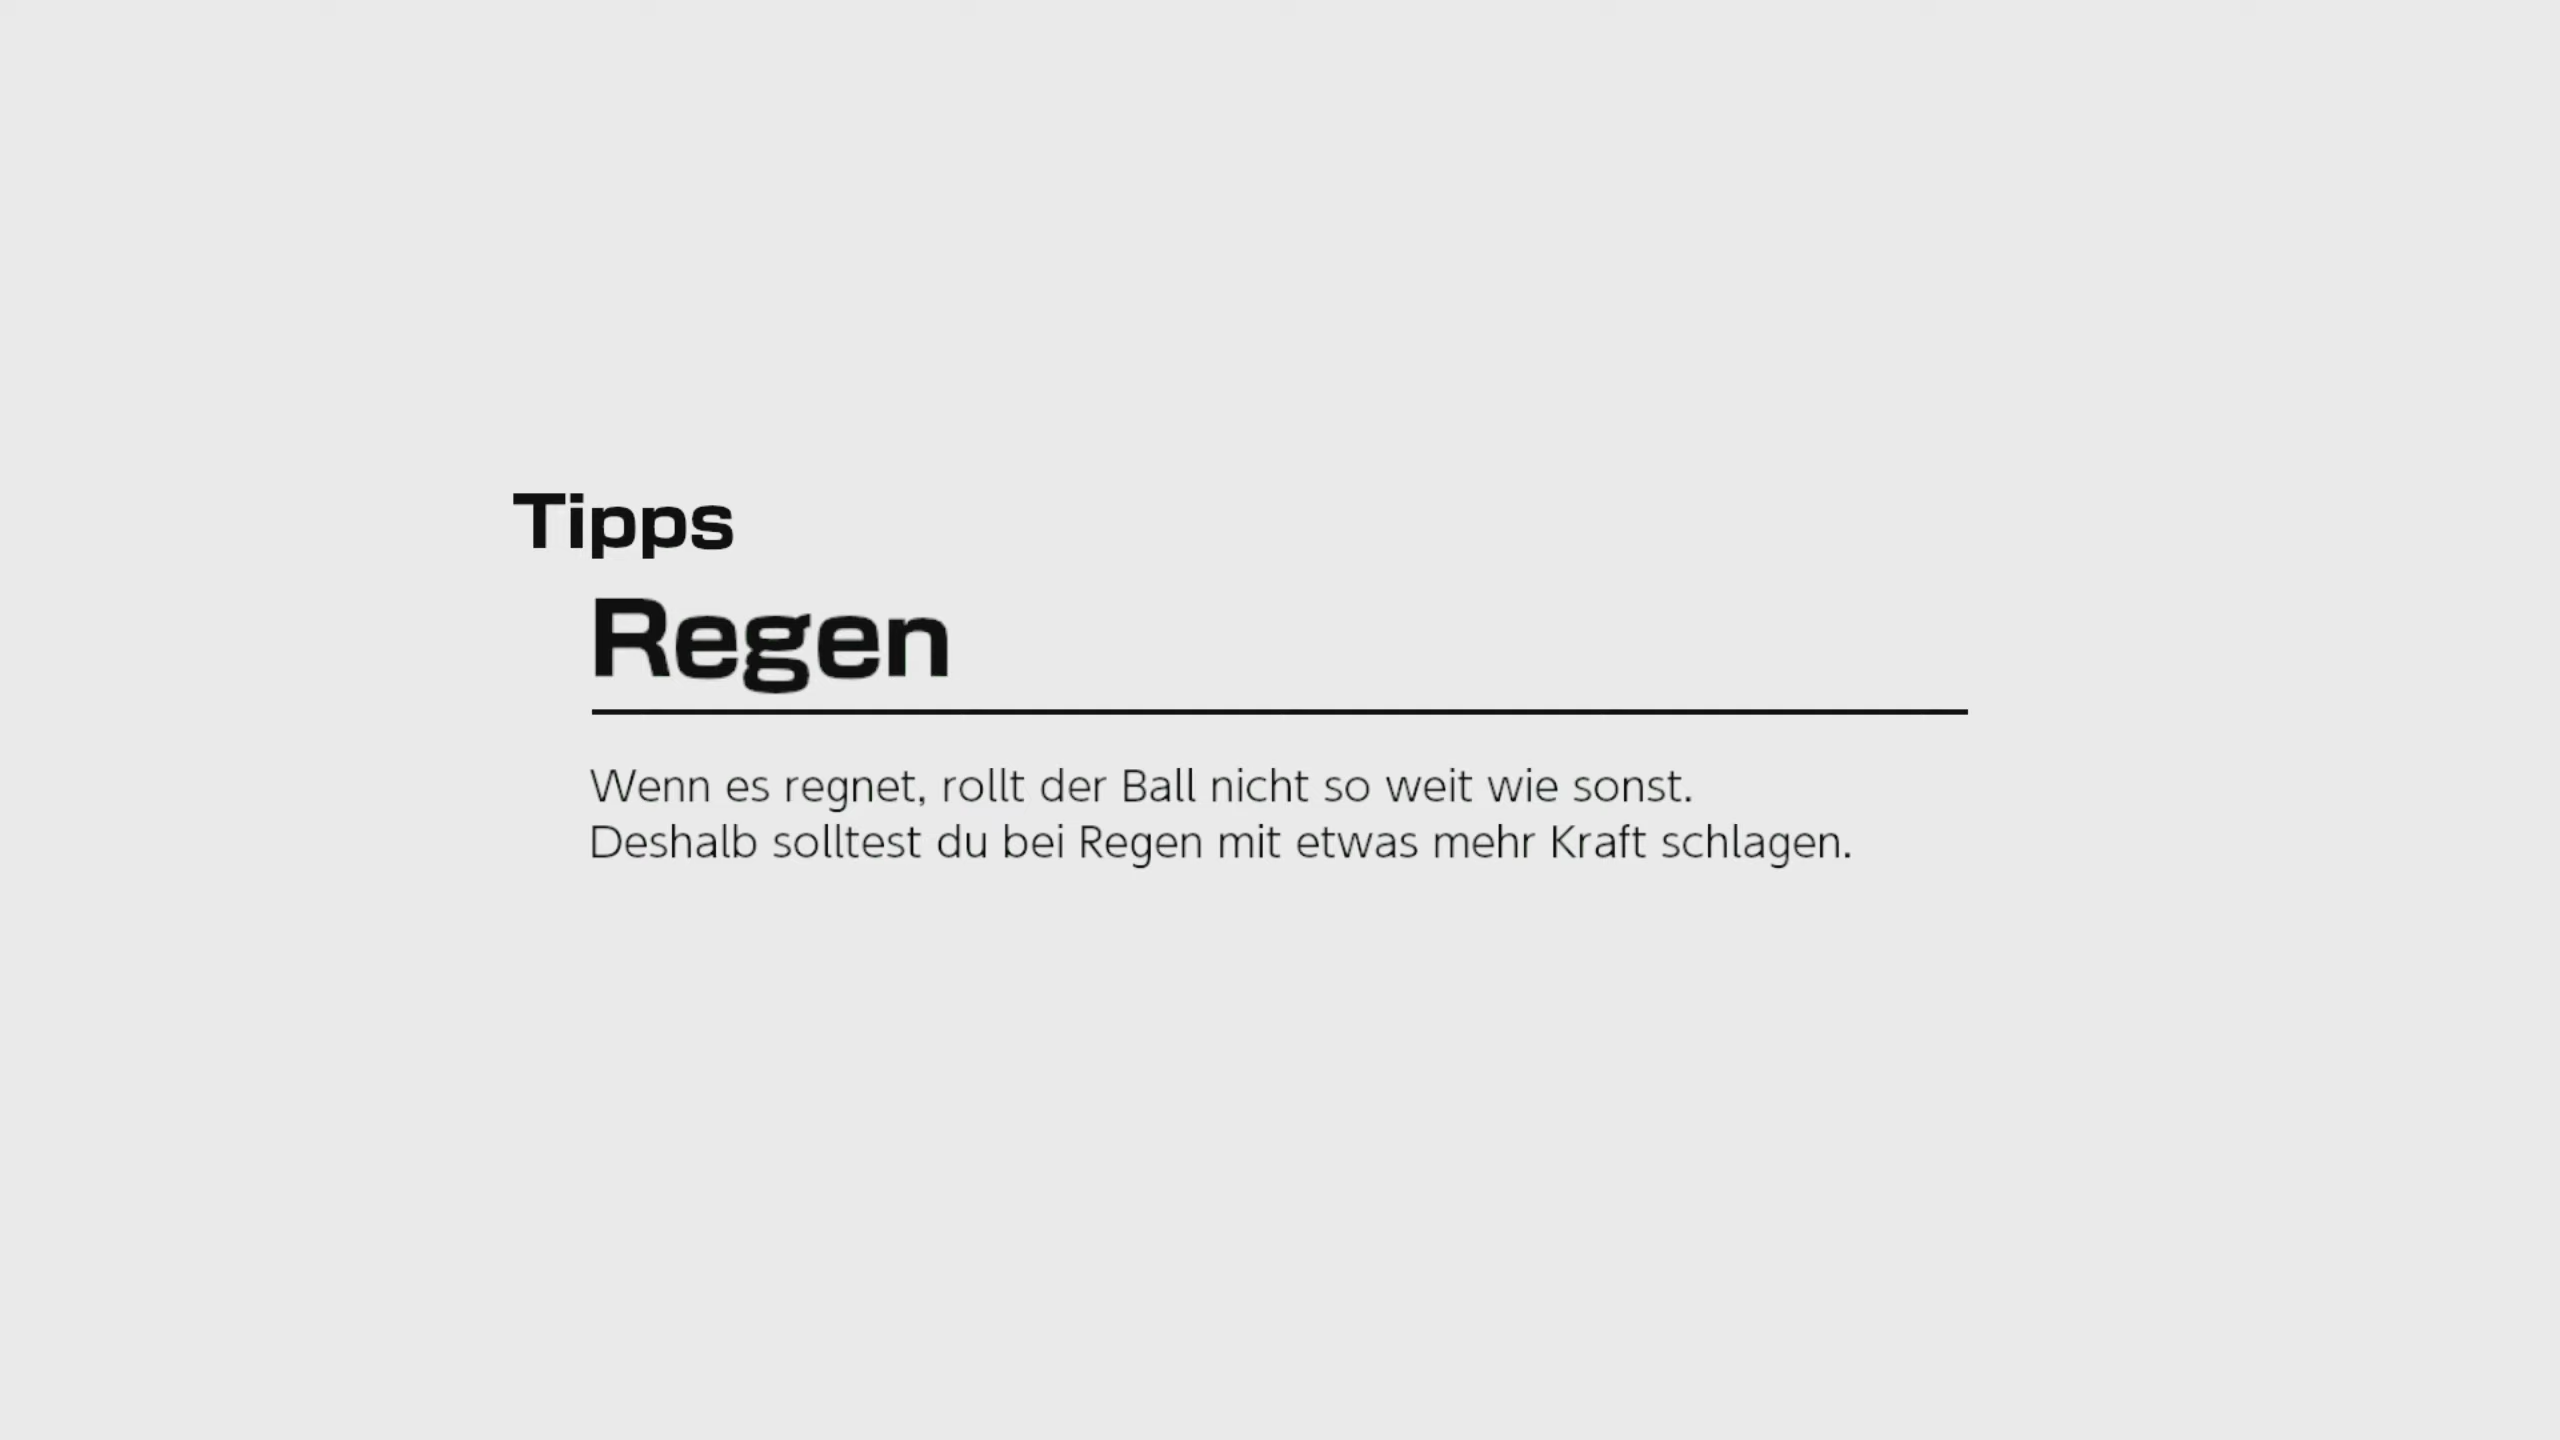 Tipps
Regen
Wenn es regnet, rollt der Ball nicht so weit wie sonst.
Deshalb solltest du bei Regen mit etwas mehr Kraft schlagen.